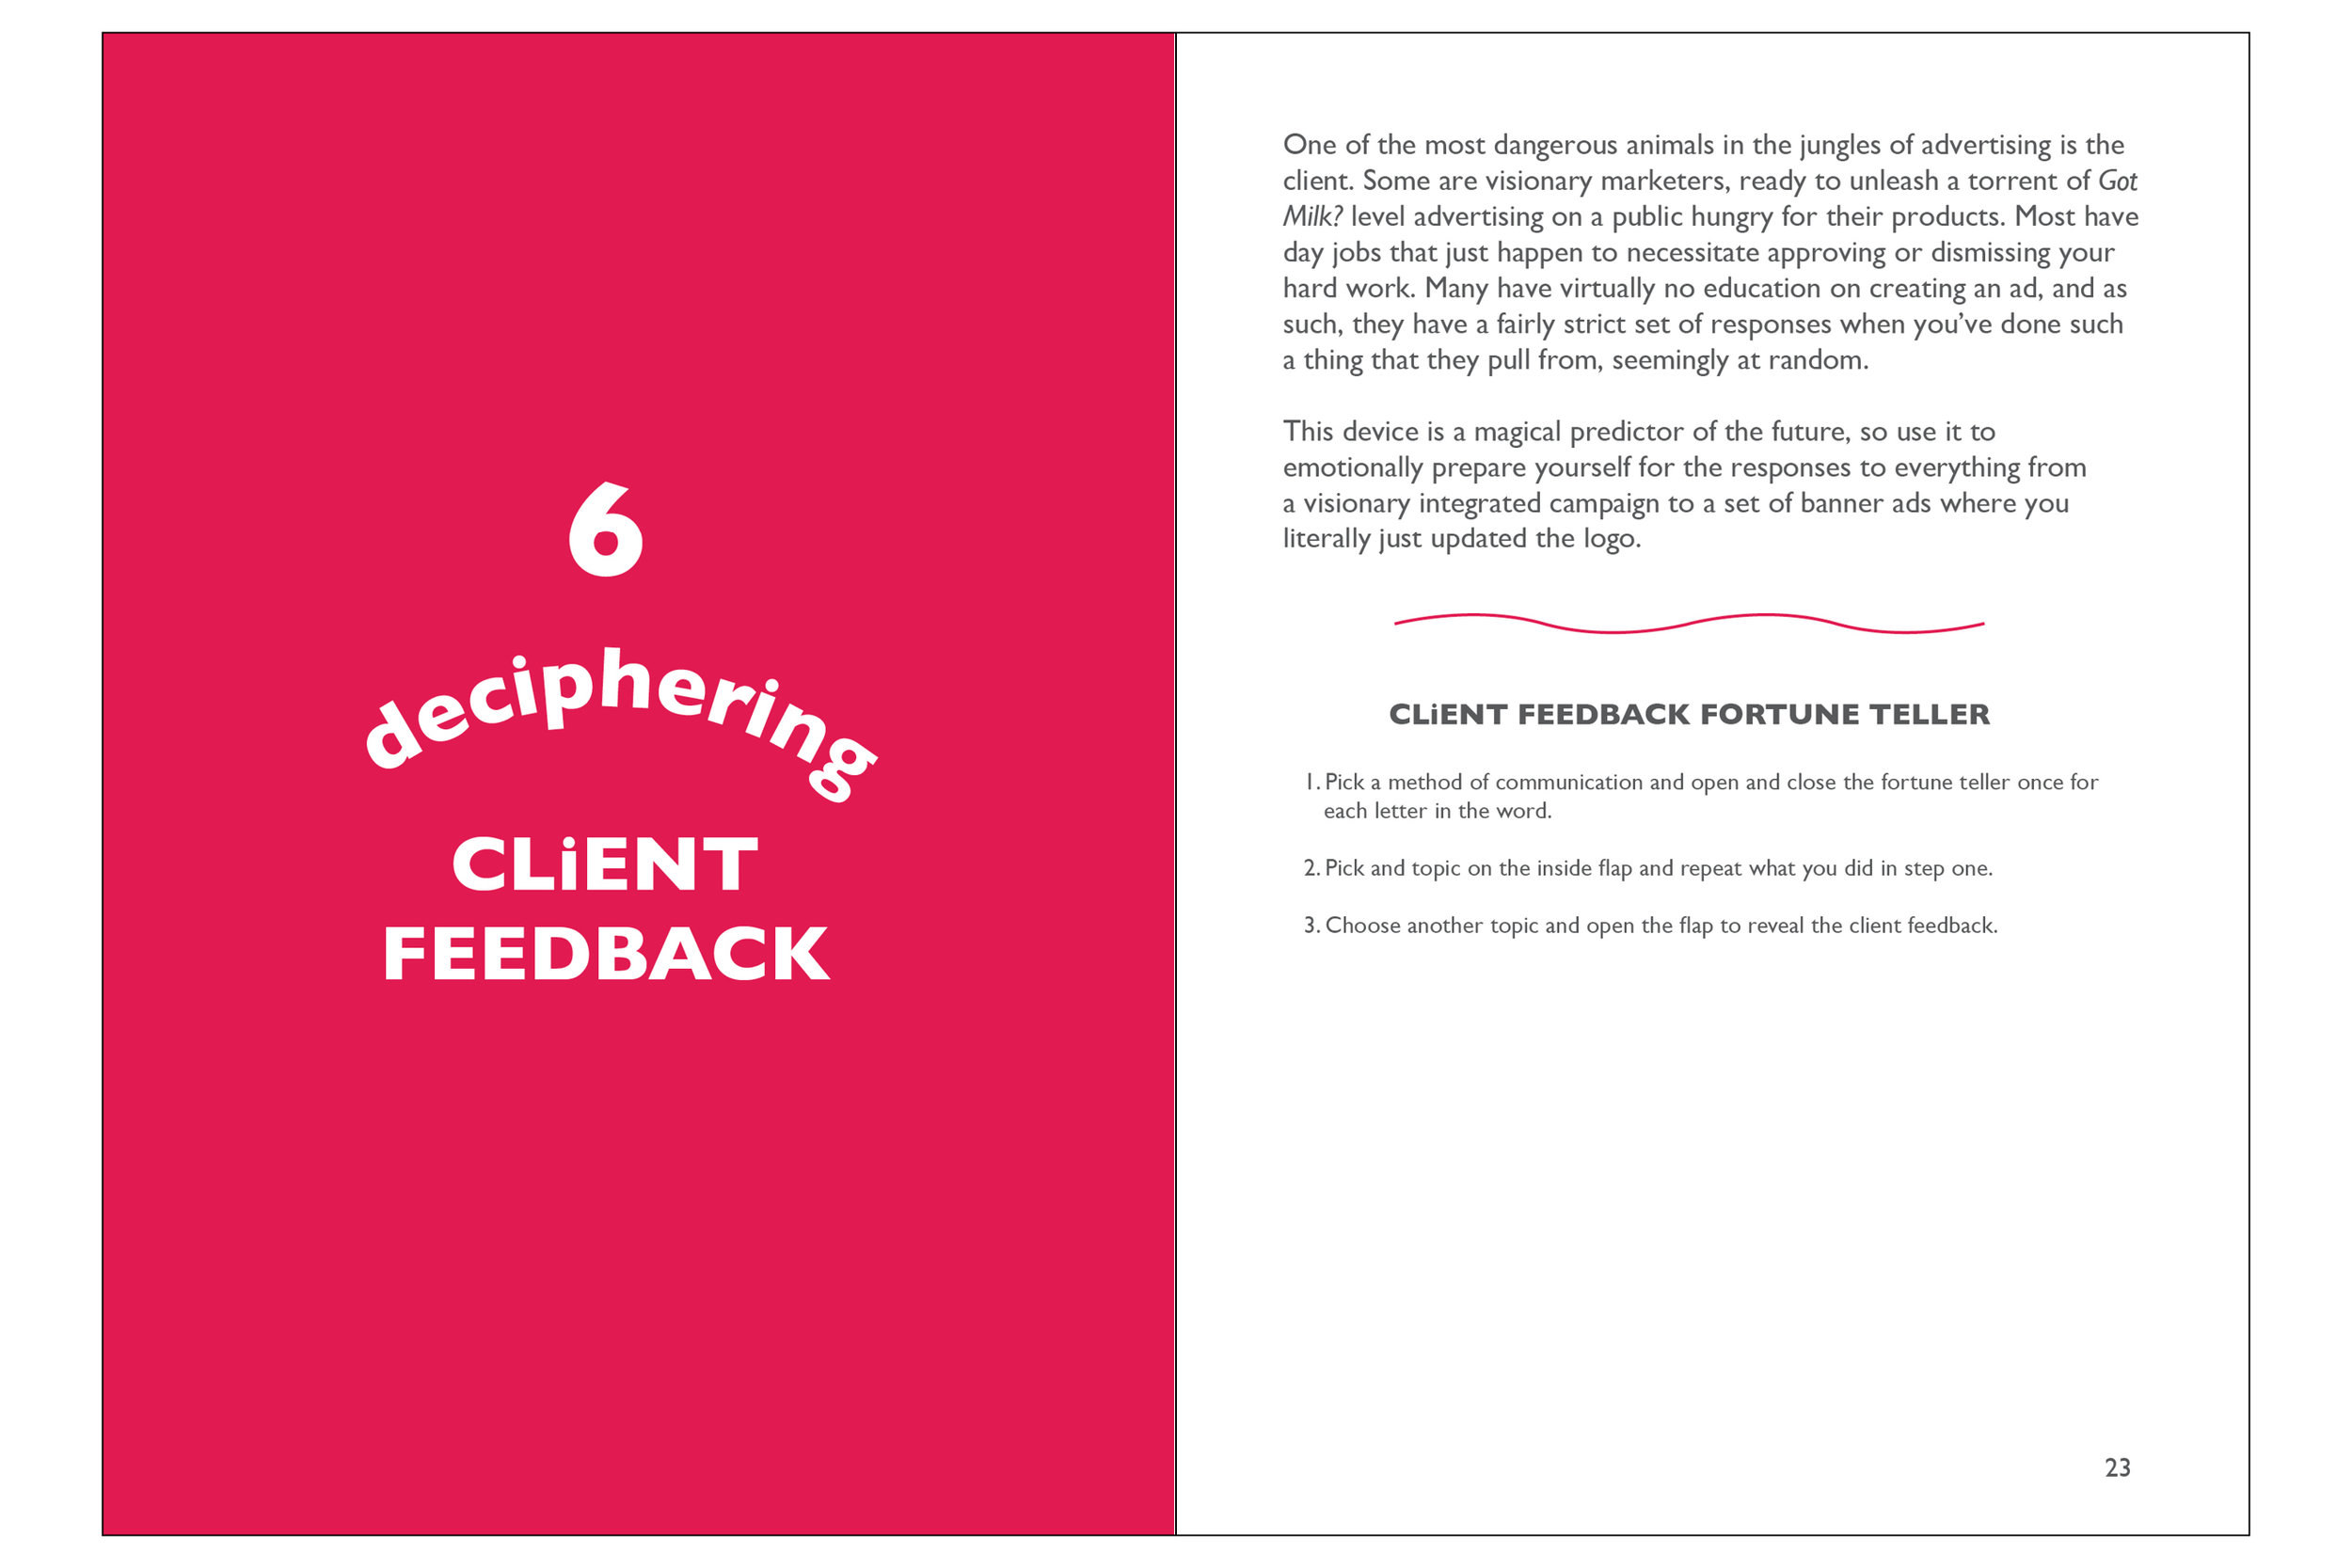 6
deciphering
CLiENT
FEEDBACK
One of the most dangerous animals in the jungles of advertising is the
client. Some are visionary marketers, ready to unleash a torrent of Got
Milk? level advertising on a public hungry for their products. Most have
day jobs that just happen to necessitate approving or dismissing your
hard work. Many have virtually no education on creating an ad, and as
such, they have a fairly strict set of responses when you’ve done such
a thing that they pull from, seemingly at random.
This device is a magical predictor of the future, so use it to
emotionally prepare yourself for the responses to everything from
a visionary integrated campaign to a set of banner ads where you
literally just updated the logo.
CLiENT FEEDBACK FORTUNE TELLER
1. Pick a method of communication and open and close the fortune teller once for
each letter in the word.
2. Pick and topic on the inside flap and repeat what you did in step one.
3. Choose another topic and open the flap to reveal the client feedback.
23